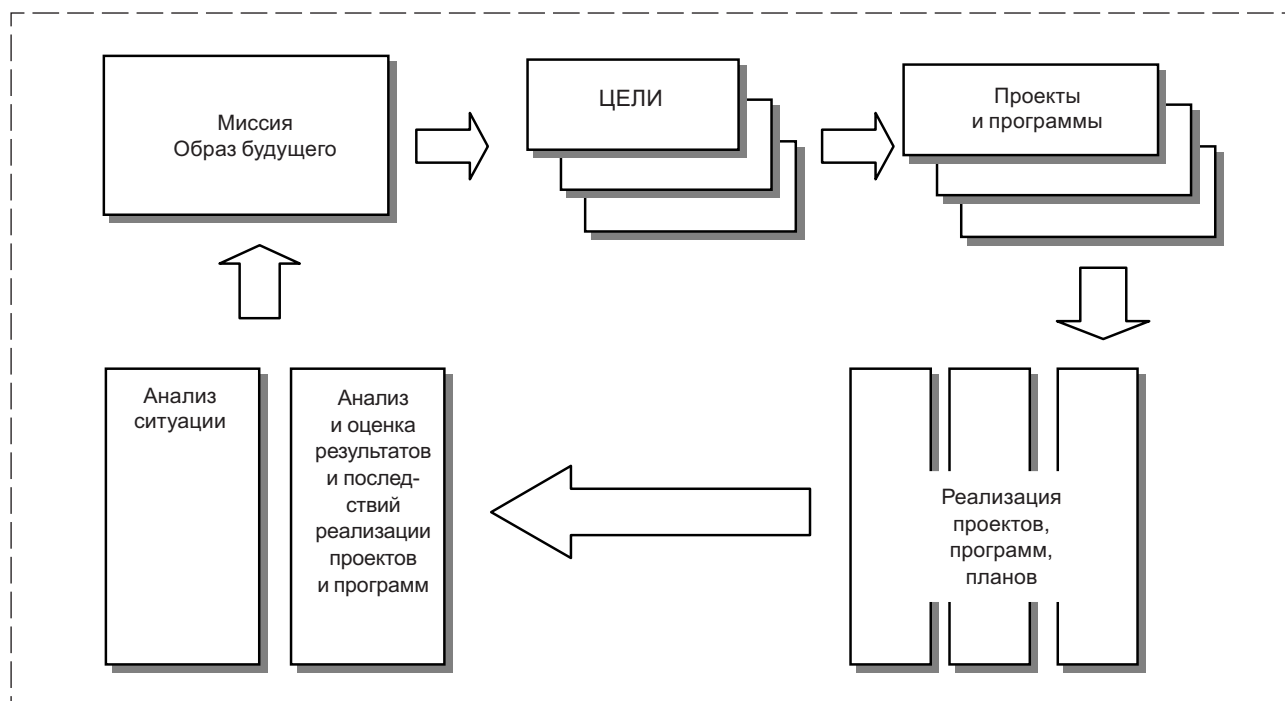 Миссия
Образ будущего
ЦЕЛИ
Проекты
и программы
Анализ
ситуации
Анализ
и оценка
результатов
и послед-
ствий
реализации
проектов
и программ
Реализация
проектов,
программ,
планов